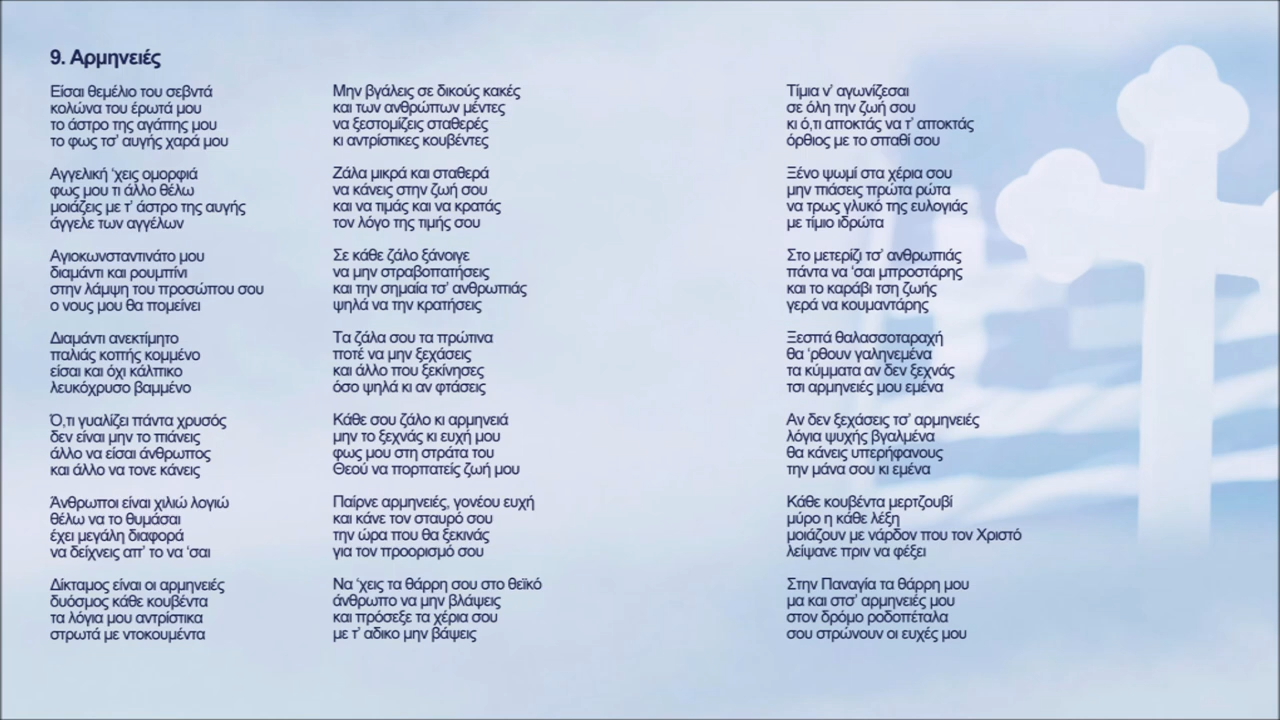 9. Αρμηνειές
Είσαι θεμέλιο του σεβντά
κολώνα του έρωτά μου
το άστρο της αγάπης μου
το φως τσ’ αυγής χαρά μου
Αγγελική ‘χεις ομορφιά
φως μου τι άλλο θέλω
μοιάζεις με τ’ άστρο της αυγής
άγγελε των αγγέλων
Αγιοκωνσταντινάτο μου
διαμάντι και ρουμπίνι
στην λάμψη του προσώπου σου
ο νους μου θα πομείνει
Διαμάντι ανεκτίμητο
παλιάς κοπής κομμένο
είσαι και όχι κάλπικο
λευκόχρυσο βαμμένο
Ό,τι γυαλίζει πάντα χρυσός
δεν είναι μην το πιάνεις
άλλο να είσαι άνθρωπος
και άλλο να τονε κάνεις
Άνθρωποι είναι χιλιώ λογιώ
θέλω να το θυμάσαι
έχει μεγάλη διαφορά
να δείχνεις απ’ το να ‘σαι
Δίκταμος είναι οι αρμηνειές
δυόσμος κάθε κουβέντα
τα λόγια μου αντρίστικα
στρωτά με ντοκουμέντα
Μην βγάλεις σε δικούς κακές
και των ανθρώπων μέντες
να ξεστομίζεις σταθερές
κι αντρίστικες κουβέντες
Ζάλα μικρά και σταθερά
να κάνεις στην ζωή σου
και να τιμάς και να κρατάς
τον λόγο της τιμής σου
Σε κάθε ζάλο ξάνοιγε
να μην στραβοπατήσεις
και την σημαία τσ’ ανθρωπιάς
ψηλά να την κρατήσεις
Τα ζάλα σου τα πρώτινα
ποτέ να μην ξεχάσεις
και άλλο που ξεκίνησες
όσο ψηλά κι αν φτάσεις
Κάθε σου ζάλο κι αρμηνειά
μην το ξεχνάς κι ευχή μου
φως μου στη στράτα του
Θεού να πορπατείς ζωή μου
Παίρνε αρμηνειές, γονέου ευχή
και κάνε τον σταυρό σου
την ώρα που θα ξεκινάς
για τον προορισμό σου
Να ‘χεις τα θάρρη σου στο θεϊκό
άνθρωπο να μην βλάψεις
και πρόσεξε τα χέρια σου
με τ’ αδικο μην βάψεις
Τίμια ν’ αγωνίζεσαι
σε όλη την ζωή σου
κι ό,τι αποκτάς να τ’ αποκτάς
όρθιος με το σπαθί σου
Ξένο ψωμί στα χέρια σου
μην πιάσεις πρώτα ρώτα
να τρως γλυκό της ευλογιάς
με τίμιο ιδρώτα
Στο μετερίζι τσ’ ανθρωπιάς
πάντα να ‘σαι μπροστάρης
και το καράβι τση ζωής
γερά να κουμαντάρης
Ξεσπά θαλασσοταραχή
θα ‘ρθουν γαληνεμένα
τα κύμματα αν δεν ξεχνάς
τσι αρμηνειές μου εμένα
Αν δεν ξεχάσεις τσ’ αρμηνειές
λόγια ψυχής βγαλμένα
θα κάνεις υπερήφανους
την μάνα σου κι εμένα
Κάθε κουβέντα μερτζουβί
μύρο η κάθε λέξη
μοιάζουν με νάρδον που τον Χριστό
λείψανε πριν να φέξει
Στην Παναγία τα θάρρη μου
μα και στσ’ αρμηνειές μου
στον δρόμο ροδοπέταλα
σου στρώνουν οι ευχές μου